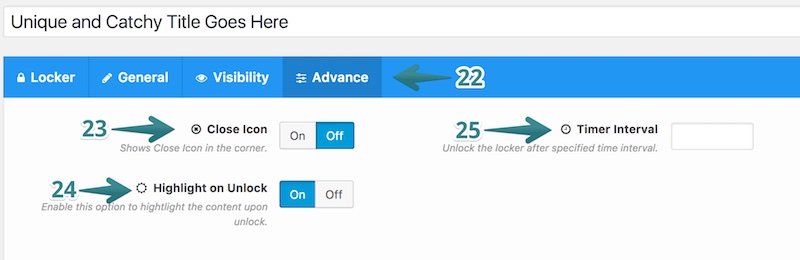 Unique and Catchy Title Goes Here
Locker General Visibility Advance 22
23 Close Icon On Off
Shows Close Icon in the corner.
25 Timer Interval
Unlock the locker after specified time interval.
24 Highlight on Unlock On Off
Enable this option to hightlight the content upon
unlock.